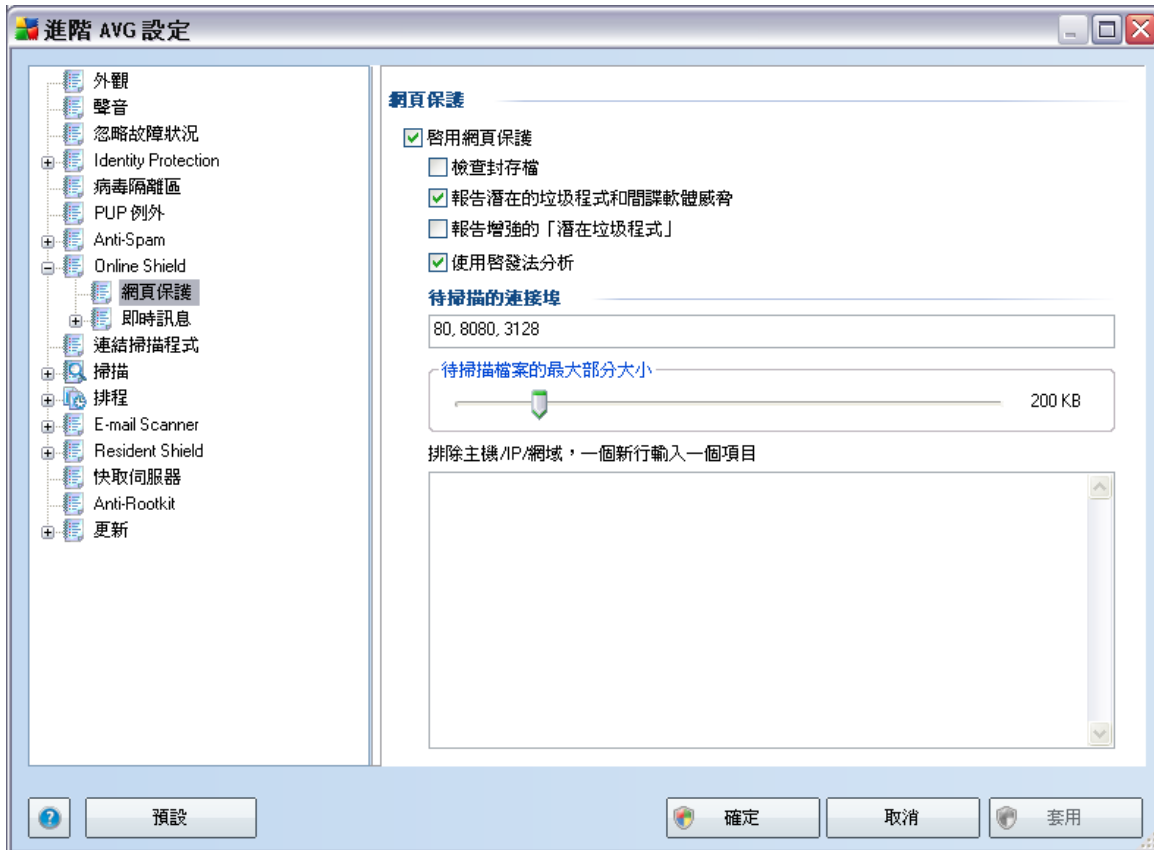 進階 AVG 設定
外觀
聲音
忽略故障狀況
Identity Protection
病毒隔離區
PUP 例外
Anti-Spam
Online Shield
網頁保護
即時訊息
連結掃描程式
掃描
排程
E-mail Scanner
Resident Shield
快取伺服器
Anti-Rootkit
更新
網頁保護
啓用網頁保護
檢查封存檔
報告潛在的垃圾程式和間諜軟體威脅
報告增強的「潛在垃圾程式」
使用啓發法分析
待掃描的連接埠
80, 8080, 3128
待掃描檔案的最大部分大小
200 KB
排除主機/IP/網域，一個新行輸入一個項目
預設
確定
取消
套用